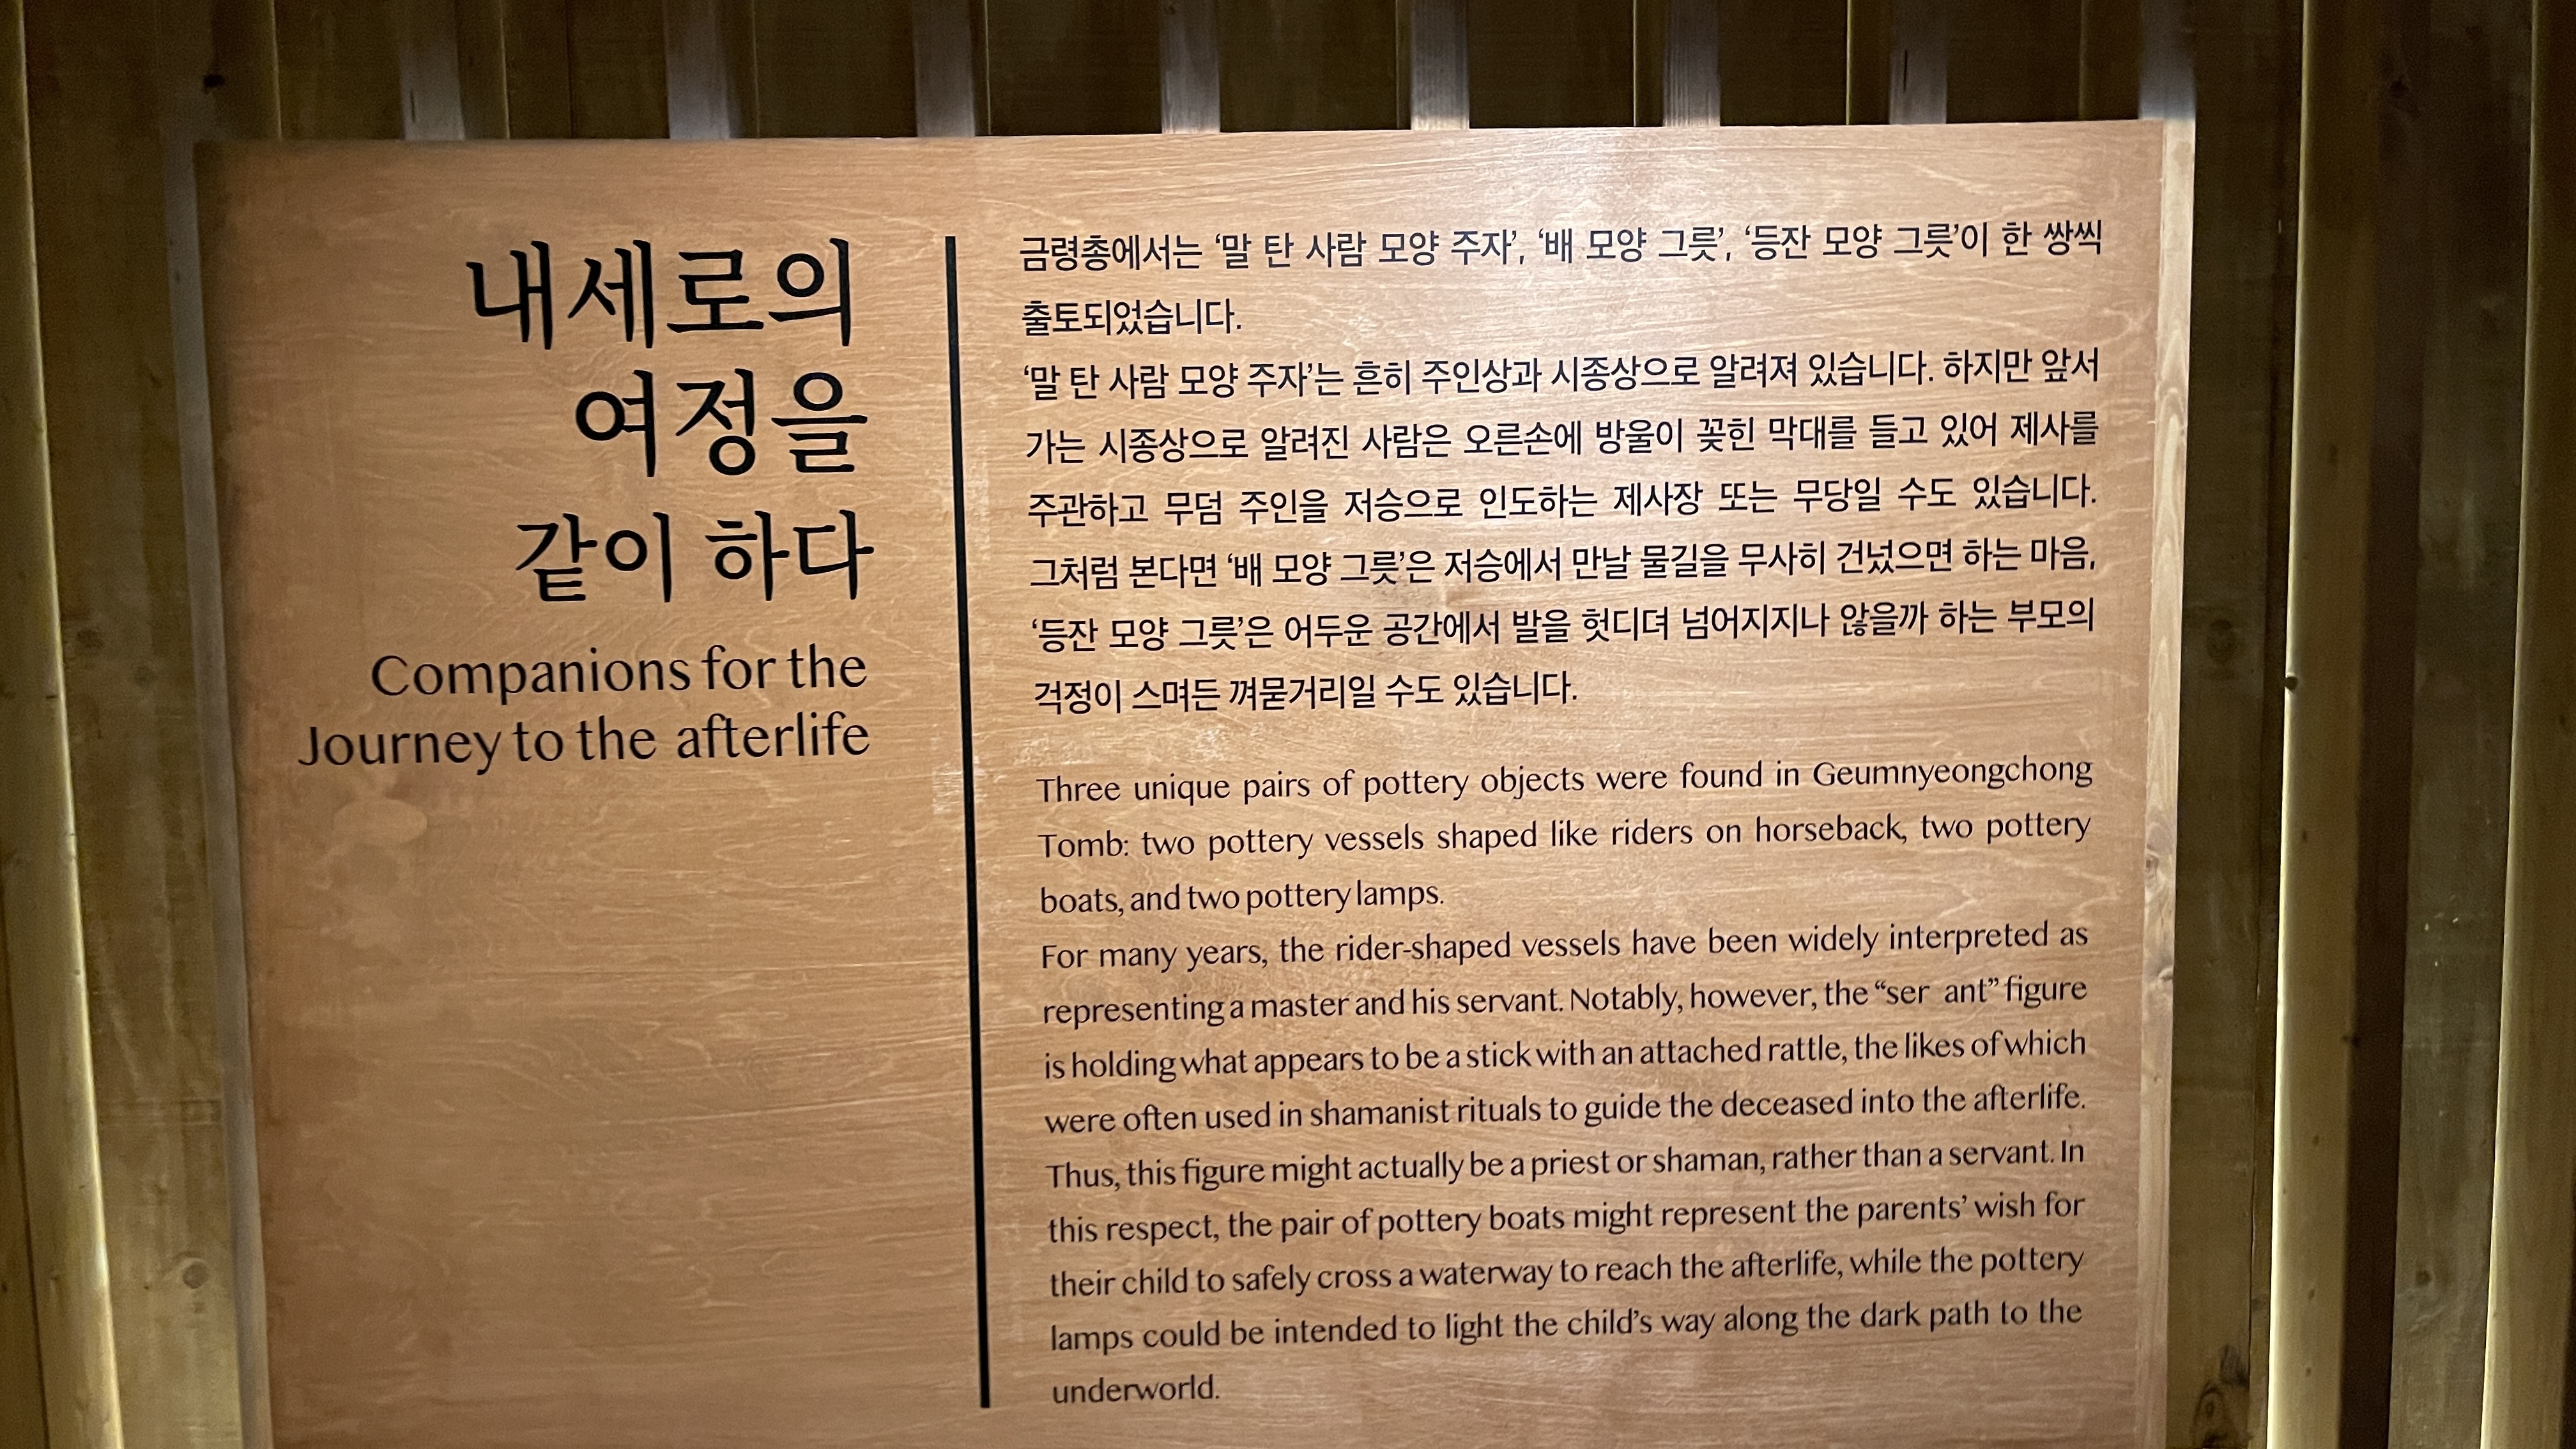 내세로의
여정을
같이 하다
Companions for the
Journey to the afterlife
금령총에서는 ‘말 탄 사람 모양 주자’, ‘배 모양 그릇’, ‘등잔 모양 그릇’이 한 쌍씩
출토되었습니다.
‘말 탄 사람 모양 주자’는 흔히 주인상과 시종상으로 알려져 있습니다. 하지만 앞서
가는 시종상으로 알려진 사람은 오른손에 방울이 꽂힌 막대를 들고 있어 제사를
주관하고 무덤 주인을 저승으로 인도하는 제사장 또는 무당일 수도 있습니다.
그처럼 본다면 ‘배 모양 그릇’은 저승에서 만날 물길을 무사히 건넜으면 하는 마음,
‘등잔 모양 그릇’은 어두운 공간에서 발을 헛디뎌 넘어지지나 않을까 하는 부모의
걱정이 스며든 껴묻거리일 수도 있습니다.
Three unique pairs of pottery objects were found in Geumnyeongchong
Tomb: two pottery vessels shaped like riders on horseback, two pottery
boats, and two pottery lamps.
For many years, the rider-shaped vessels have been widely interpreted as
representing a master and his servant. Notably, however, the “ser ant” figure
is holding what appears to be a stick with an attached rattle, the likes of which
were often used in shamanist rituals to guide the deceased into the afterlife.
Thus, this figure might actually be a priest or shaman, rather than a servant. In
this respect, the pair of pottery boats might represent the parents’ wish for
their child to safely cross a waterway to reach the afterlife, while the pottery
lamps could be intended to light the child’s way along the dark path to the
underworld.